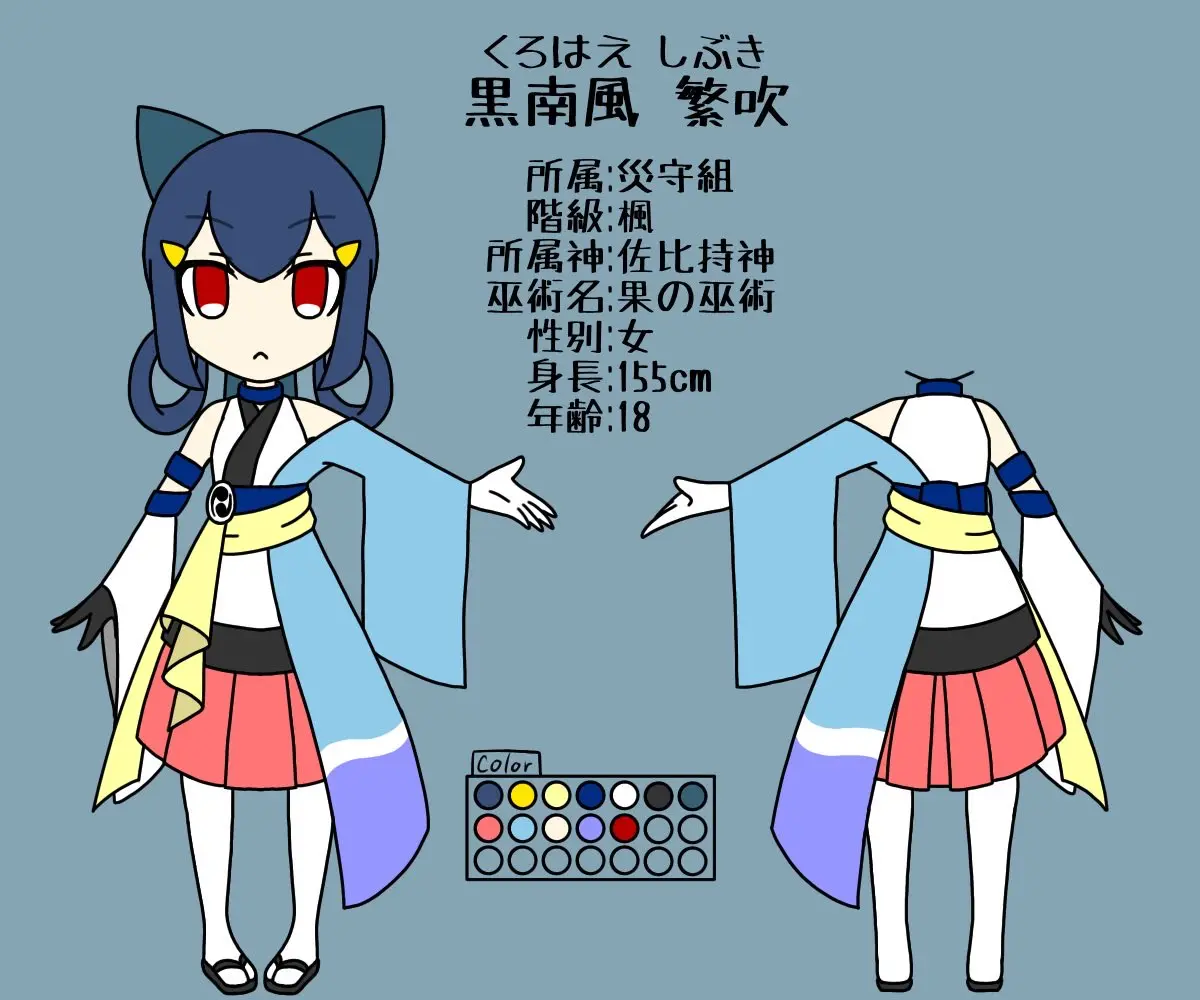 くろはえ しぶき
黒南風 繁吹
所属:災守組
階級:楓
所属神:佐比持神
巫術名:果の巫術
性別:女
身長:155cm
年齢:18
Color